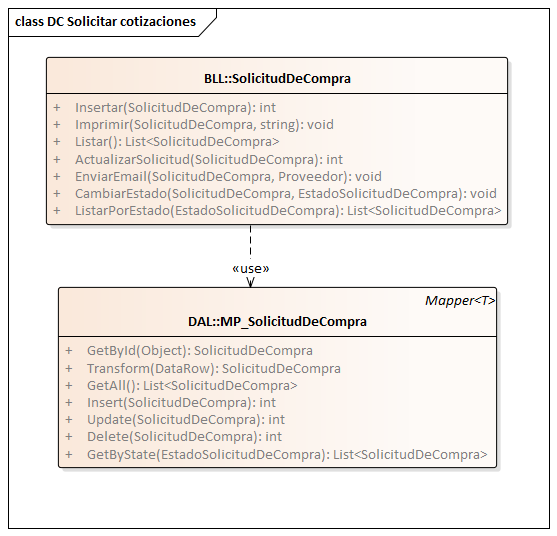 class DC Solicitar cotizaciones
BLL::SolicitudDeCompra
+ Insertar(SolicitudDeCompra): int
+ Imprimir(SolicitudDeCompra, string): void
+ Listar(): List<SolicitudDeCompra>
+ ActualizarSolicitud(SolicitudDeCompra): int
+ EnviarEmail(SolicitudDeCompra, Proveedor): void
+ CambiarEstado(SolicitudDeCompra, EstadoSolicitudDeCompra): void
+ ListarPorEstado(EstadoSolicitudDeCompra): List<SolicitudDeCompra>
«use»
Mapper<T>
DAL::MP_SolicitudDeCompra
+ GetById(Object): SolicitudDeCompra
+ Transform(DataRow): SolicitudDeCompra
+ GetAll(): List<SolicitudDeCompra>
+ Insert(SolicitudDeCompra): int
+ Update(SolicitudDeCompra): int
+ Delete(SolicitudDeCompra): int
+ GetByState(EstadoSolicitudDeCompra): List<SolicitudDeCompra>